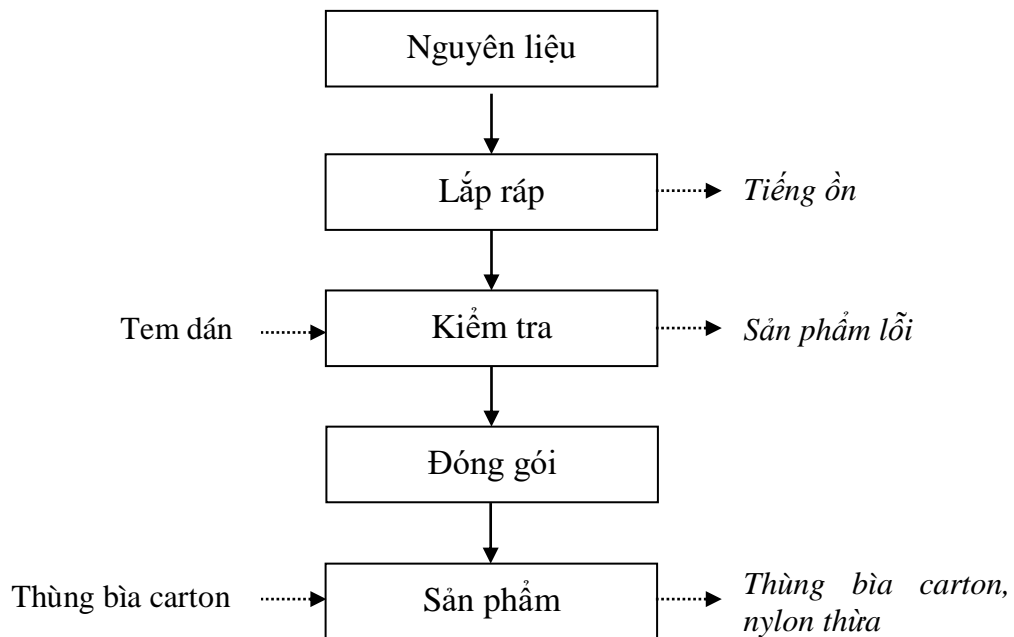 Nguyên liệu
Lắp ráp
Tiếng ồn
Tem dán
Kiểm tra
Sản phẩm lỗi
Đóng gói
Thùng bìa carton
Sản phẩm
Thùng bìa carton,
nylon thừa